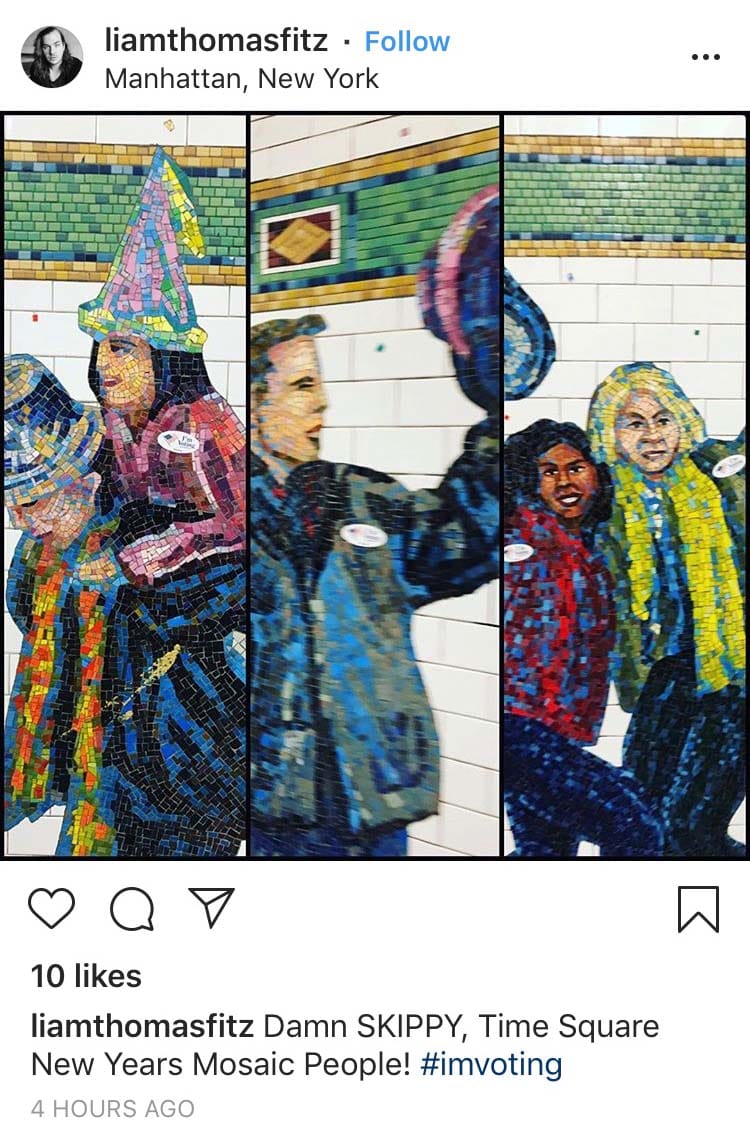 liamthomasfitz · Follow
Manhattan, New York
I'm
Voting
10 likes
liamthomasfitz Damn SKIPPY, Time Square
New Years Mosaic People! #imvoting
4 HOURS AGO